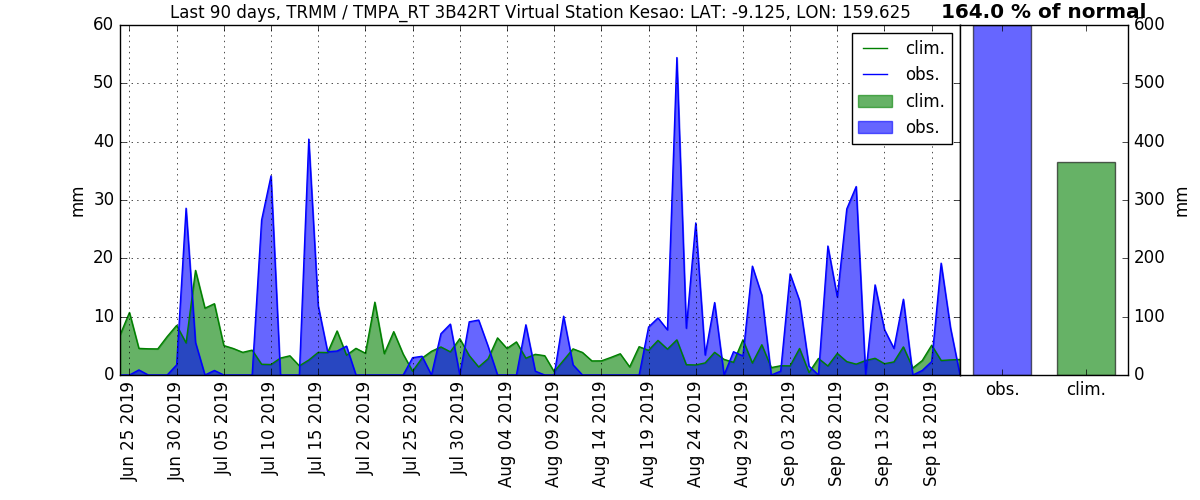 Last 90 days, TRMM / TMPA_RT 3B42RT Virtual Station Kesao: LAT: -9.125, LON: 159.625
164.0 % of normal
60
50
40
30
20
10
0
mm
clim.
obs.
clim.
obs.
600
500
400
300
200
100
0
mm
Jun 25 2019
Jun 30 2019
Jul 05 2019
Jul 10 2019
Jul 15 2019
Jul 20 2019
Jul 25 2019
Jul 30 2019
Aug 04 2019
Aug 09 2019
Aug 14 2019
Aug 19 2019
Aug 24 2019
Aug 29 2019
Sep 03 2019
Sep 08 2019
Sep 13 2019
Sep 18 2019
obs.
clim.